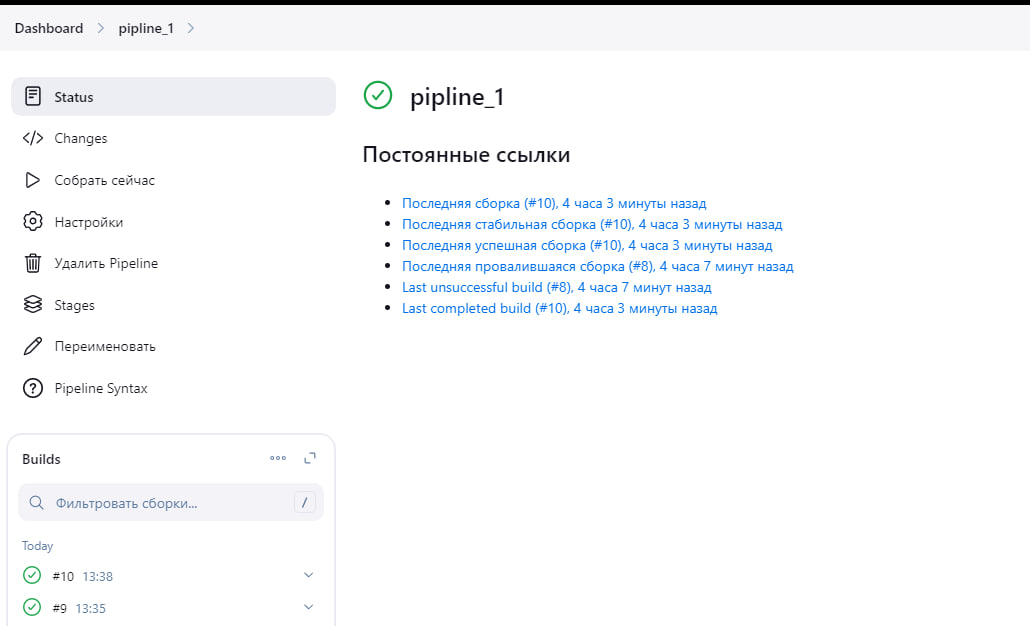 Dashboard > pipline_1 >
Status
Changes
Собрать сейчас
Настройки
Удалить Pipeline
Stages
Переименовать
Pipeline Syntax
Builds
Фильтровать сборки... /
Today
#10 13:38
#9 13:35
pipline_1
Постоянные ссылки
Последняя сборка (#10), 4 часа 3 минуты назад
Последняя стабильная сборка (#10), 4 часа 3 минуты назад
Последняя успешная сборка (#10), 4 часа 3 минуты назад
Последняя провалившаяся сборка (#8), 4 часа 7 минут назад
Last unsuccessful build (#8), 4 часа 7 минут назад
Last completed build (#10), 4 часа 3 минуты назад